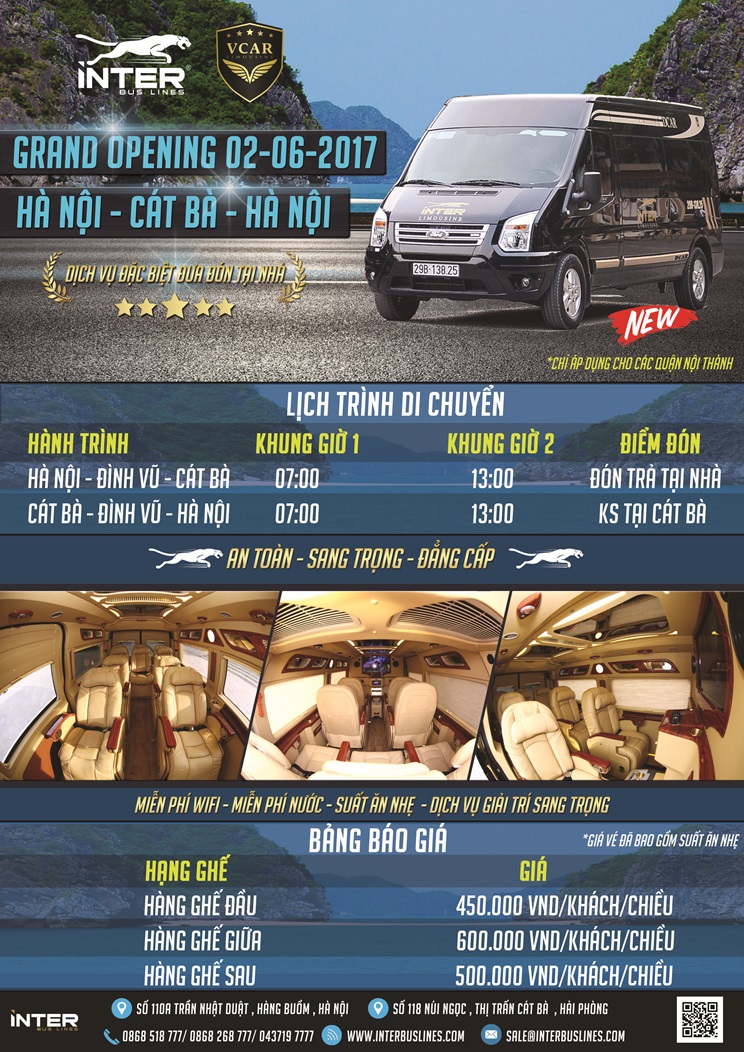 INTER®
BUS LINES
VCAR
LIMOUSINE
GRAND OPENING 02-06-2017
HÀ NỘI - CÁT BÀ - HÀ NỘI
DỊCH VỤ ĐẶC BIỆT ĐƯA ĐÓN TẠI NHÀ
DCAR
INTER
LIMOUSINE
29B-138.25
DCAR
NEW
*CHỈ ÁP DỤNG CHO CÁC QUẬN NỘI THÀNH
LỊCH TRÌNH DI CHUYỂN
HÀNH TRÌNH KHUNG GIỜ 1 KHUNG GIỜ 2 ĐIỂM ĐÓN
HÀ NỘI - ĐÌNH VŨ - CÁT BÀ 07:00 13:00 ĐÓN TRẢ TẠI NHÀ
CÁT BÀ - ĐÌNH VŨ - HÀ NỘI 07:00 13:00 KS TẠI CÁT BÀ
AN TOÀN - SANG TRỌNG - ĐẲNG CẤP
MIỄN PHÍ WIFI - MIỄN PHÍ NƯỚC - SUẤT ĂN NHẸ - DỊCH VỤ GIẢI TRÍ SANG TRỌNG
BẢNG BÁO GIÁ
*GIÁ VÉ ĐÃ BAO GỒM SUẤT ĂN NHẸ
HẠNG GHẾ GIÁ
HÀNG GHẾ ĐẦU 450.000 VND/KHÁCH/CHIỀU
HÀNG GHẾ GIỮA 600.000 VND/KHÁCH/CHIỀU
HÀNG GHẾ SAU 500.000 VND/KHÁCH/CHIỀU
INTER
BUS LINES
SỐ 110A TRẦN NHẬT DUẬT , HÀNG BUỒM , HÀ NỘI
SỐ 118 NÚI NGỌC , THỊ TRẤN CÁT BÀ , HẢI PHÒNG
0868 518 777/ 0868 268 777/ 043719 7777
WWW.INTERBUSLINES.COM
SALE@INTERBUSLINES.COM